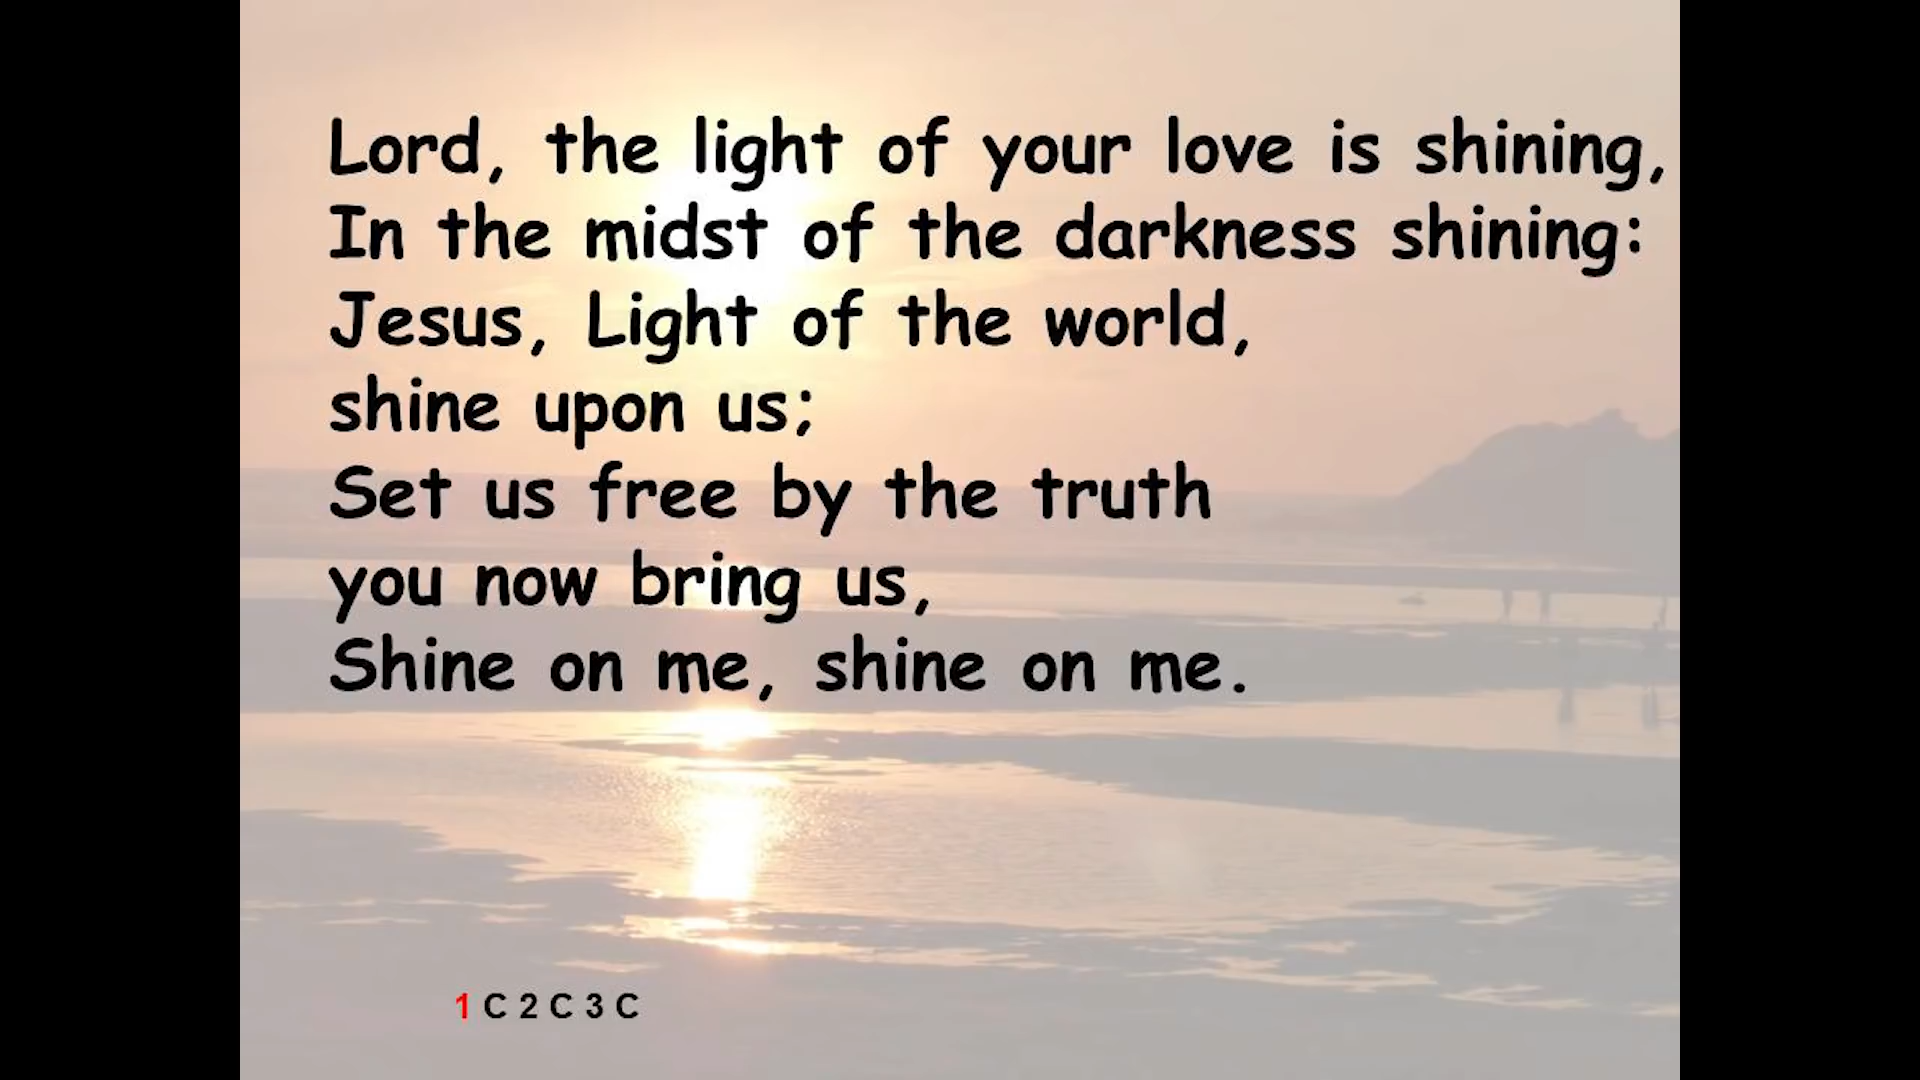 Lord, the light of your love is shining,
In the midst of the darkness shining:
Jesus, Light of the world,
shine upon us;
Set us free by the truth
you now bring us,
Shine on me, shine on me.
1 C 2 C 3 C